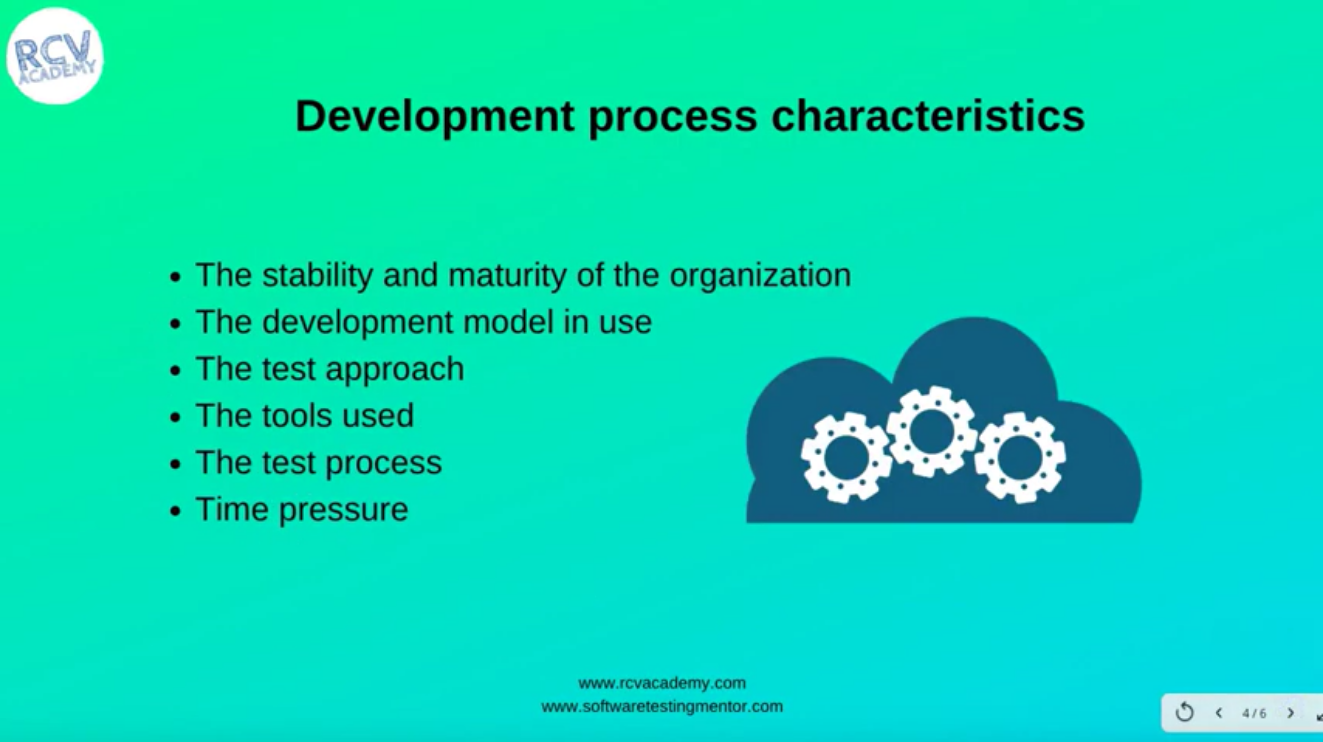 RCV
ACADEMY
Development process characteristics
• The stability and maturity of the organization
• The development model in use
• The test approach
• The tools used
• The test process
• Time pressure
www.rcvacademy.com
www.softwaretestingmentor.com
4/6